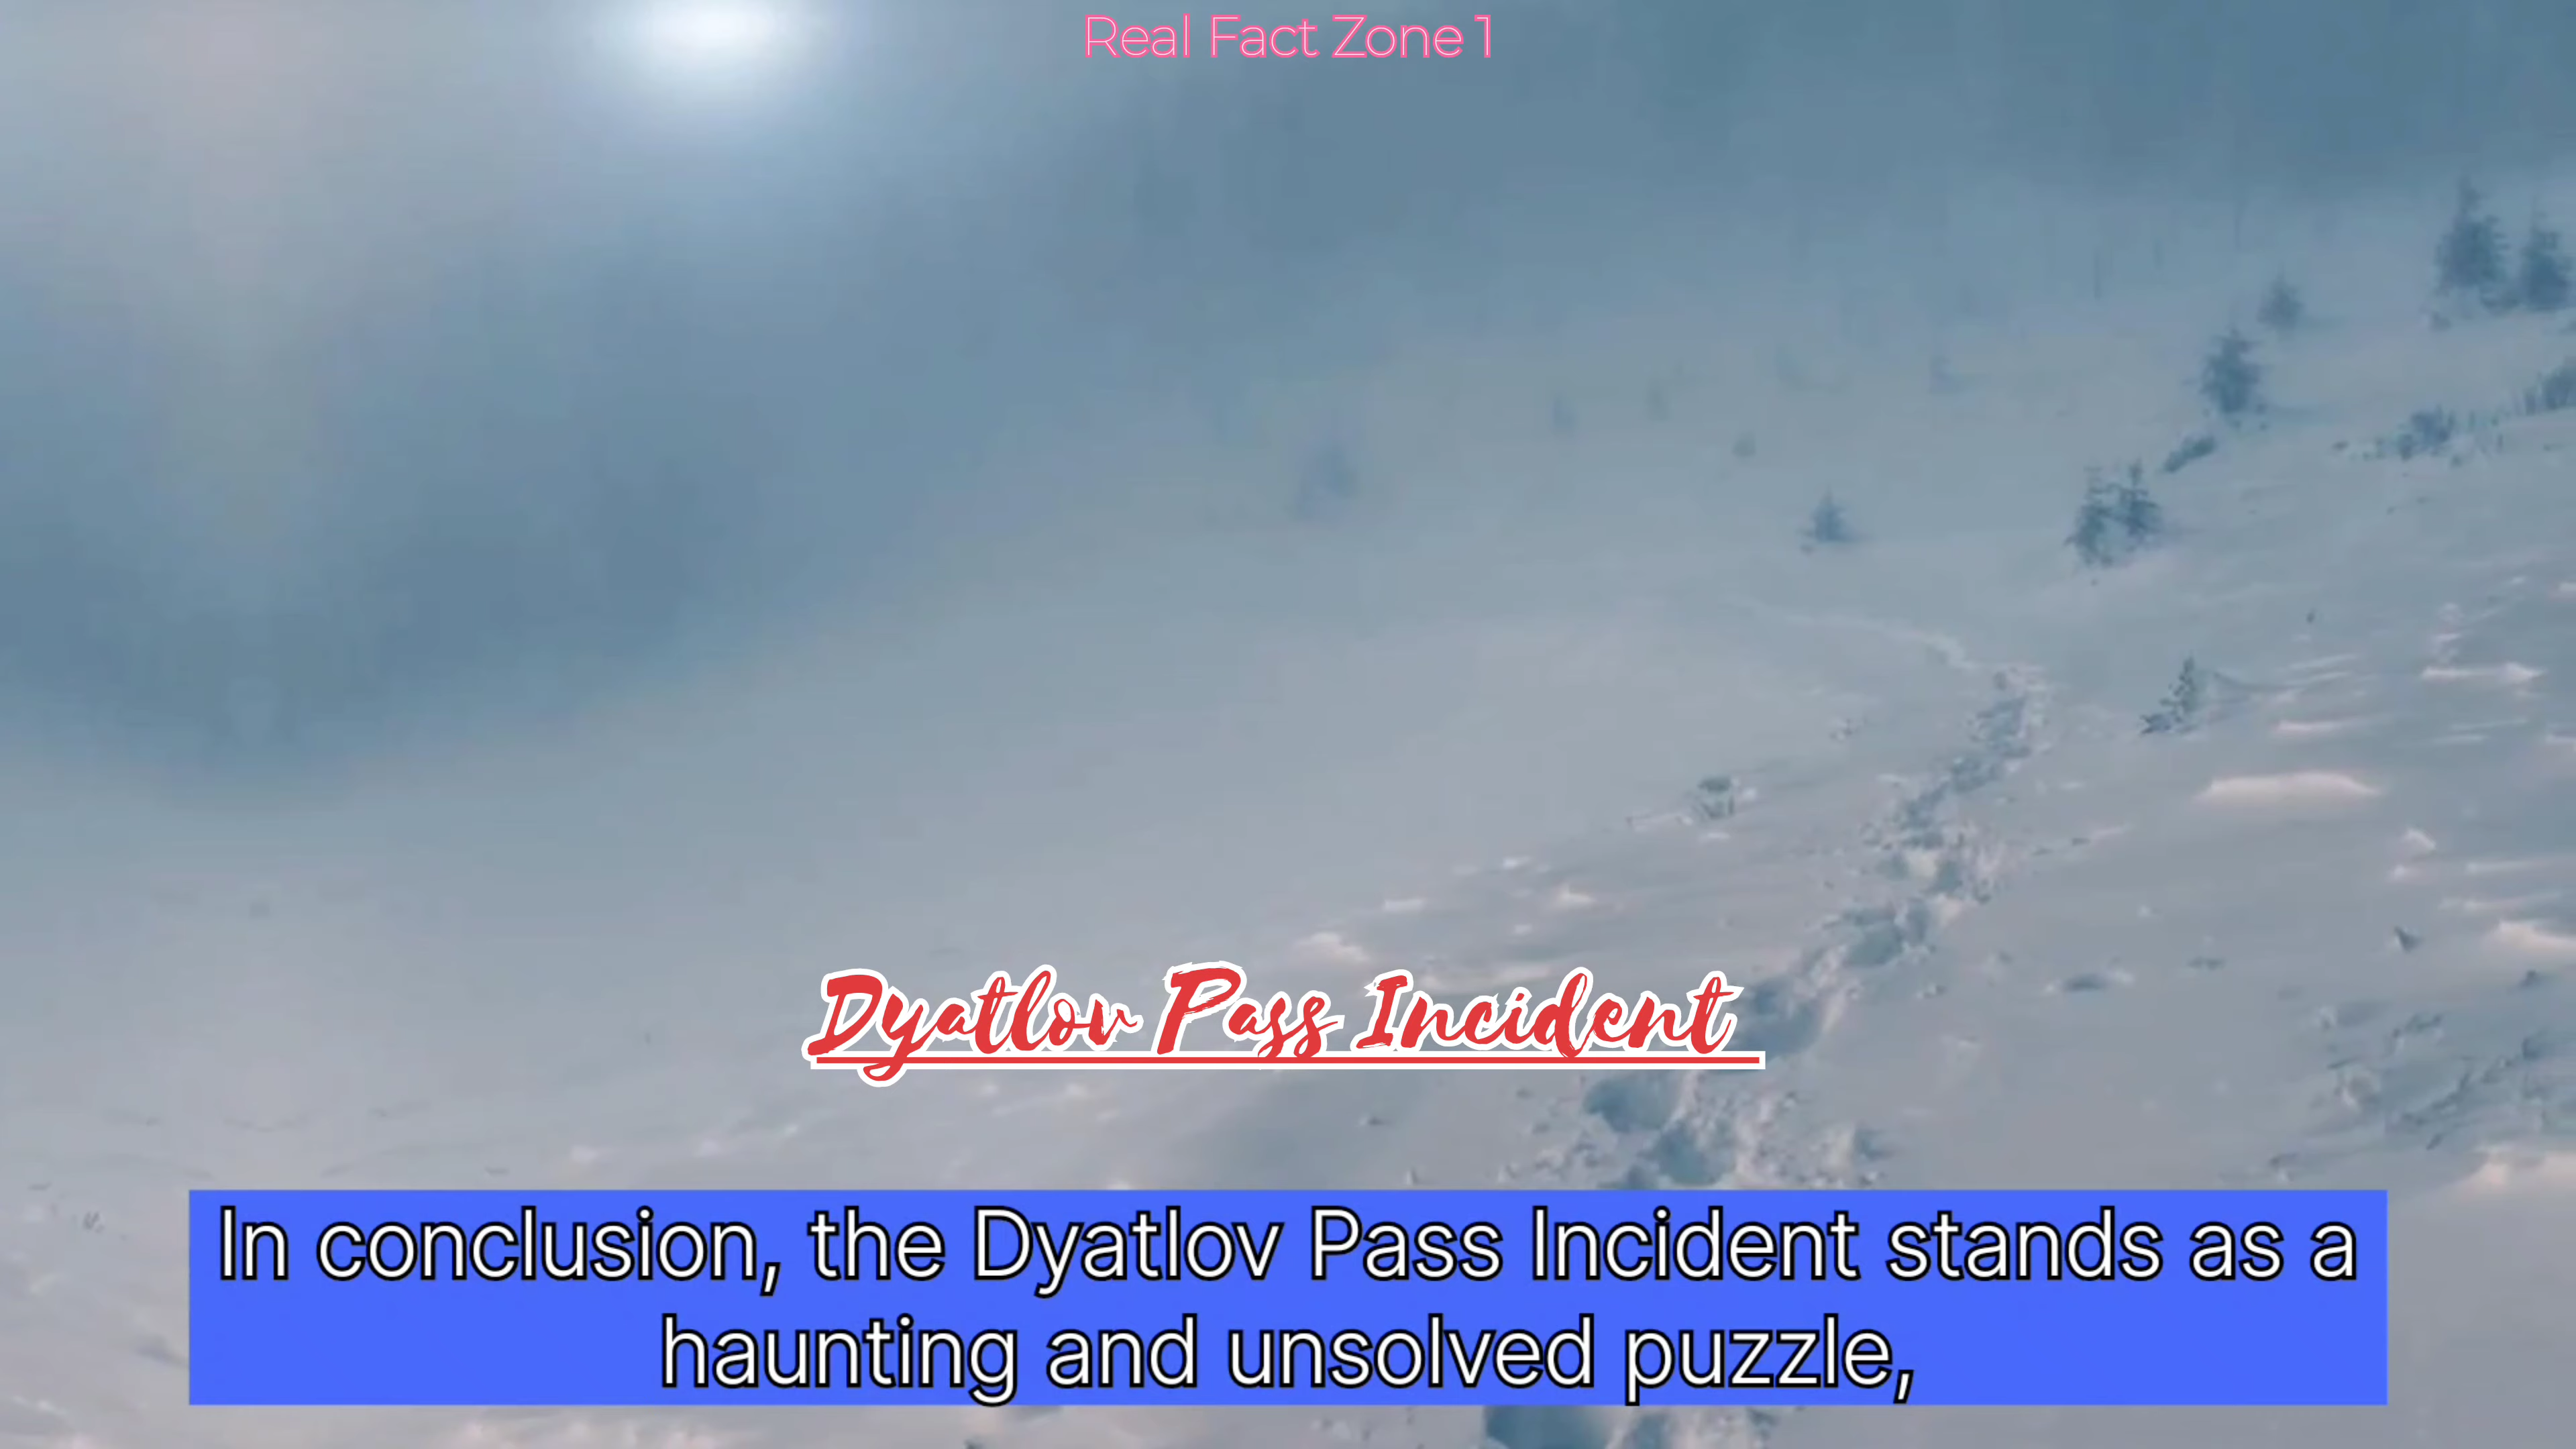 Real Fact Zone 1
Dyatlov Pass Incident
In conclusion, the Dyatlov Pass Incident stands as a
haunting and unsolved puzzle,